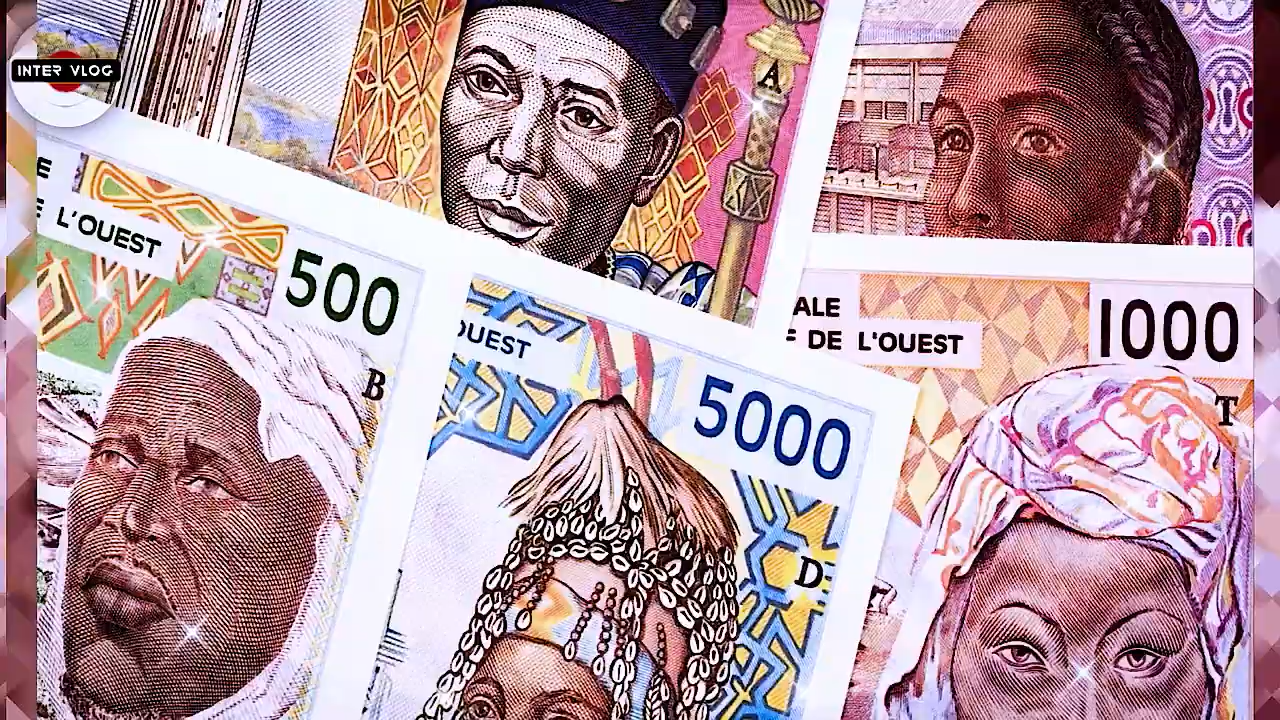 INTER VLOG
A
E
E L'OUEST
500
B
OUEST
5000
D
ALE
E DE L'OUEST
1000
T